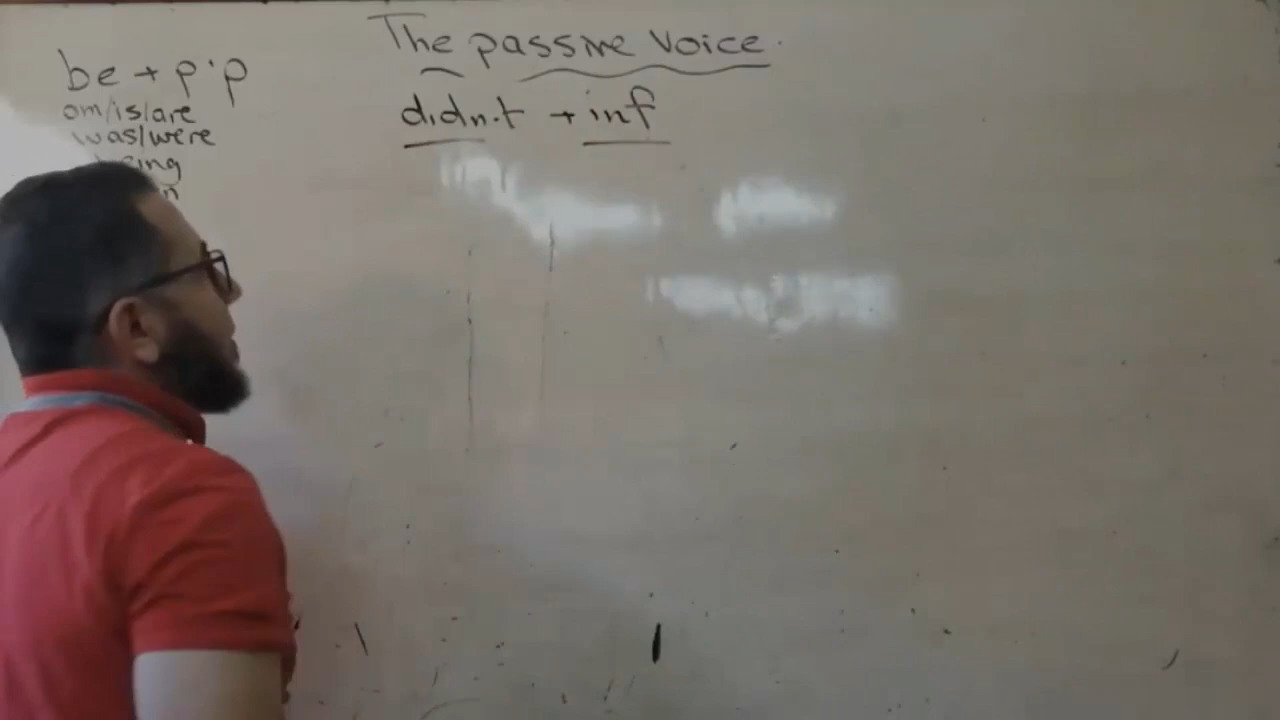 The passive Voice.
be + p.p
am/is/are
was/were
didn't + inf